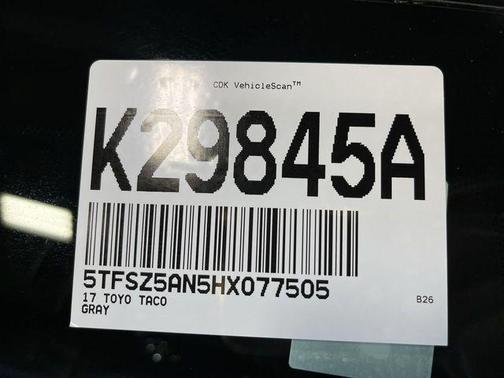 CDK VehicleScan™
K29845A
5TFSZ5AN5HX077505
17 TOYO TACO
B26
GRAY